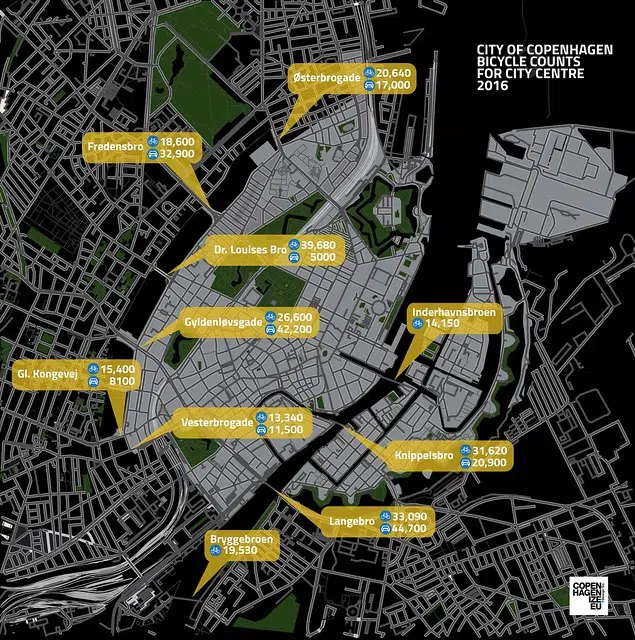 CITY OF COPENHAGEN
BICYCLE COUNTS
FOR CITY CENTRE
2016
Østerbrogade 20,640
17,000
Fredensbro 18,600
32,900
Dr. Louises Bro 39,680
5000
Gyldenløvsgade 26,600
42,200
Inderhavnsbroen
14,150
Gl. Kongevej 15,400
8100
Vesterbrogade 13,340
11,500
Knippelsbro 31,620
20,900
Langebro 33,090
44,700
Bryggebroen
19,530
COPEN
HAGEN
IZE
EU